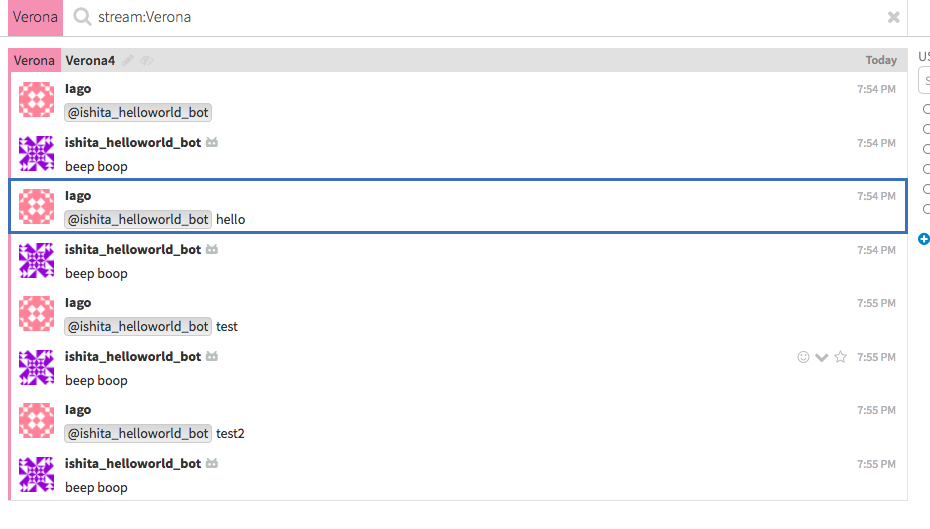 Verona stream:Verona
Verona Verona4 Today
US
Iago 7:54 PM
@ishita_helloworld_bot
ishita_helloworld_bot 7:54 PM
beep boop
Iago 7:54 PM
@ishita_helloworld_bot hello
ishita_helloworld_bot 7:54 PM
beep boop
Iago 7:55 PM
@ishita_helloworld_bot test
ishita_helloworld_bot 7:55 PM
beep boop
Iago 7:55 PM
@ishita_helloworld_bot test2
ishita_helloworld_bot 7:55 PM
beep boop